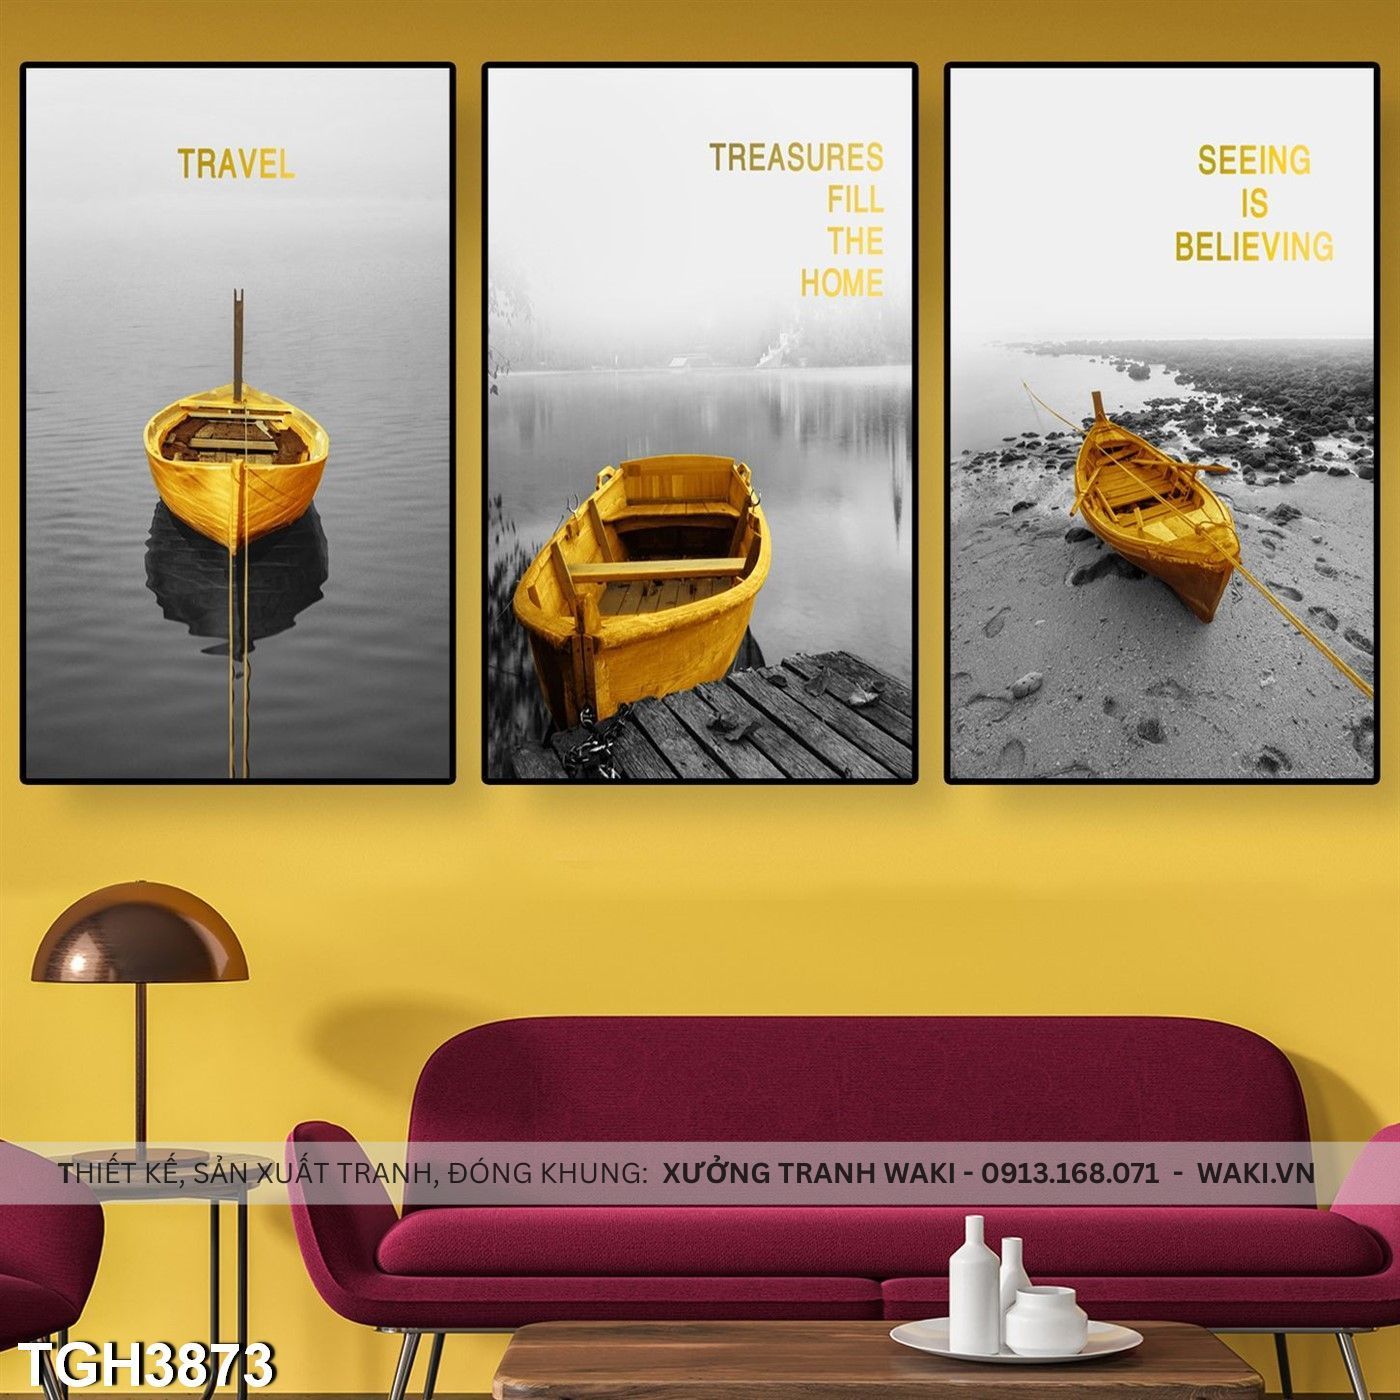 TRAVEL
TREASURES
FILL
THE
HOME
SEEING
IS
BELIEVING
THIẾT KẾ, SẢN XUẤT TRANH, ĐÓNG KHUNG: XƯỞNG TRANH WAKI - 0913.168.071 - WAKI.VN
TGH3873